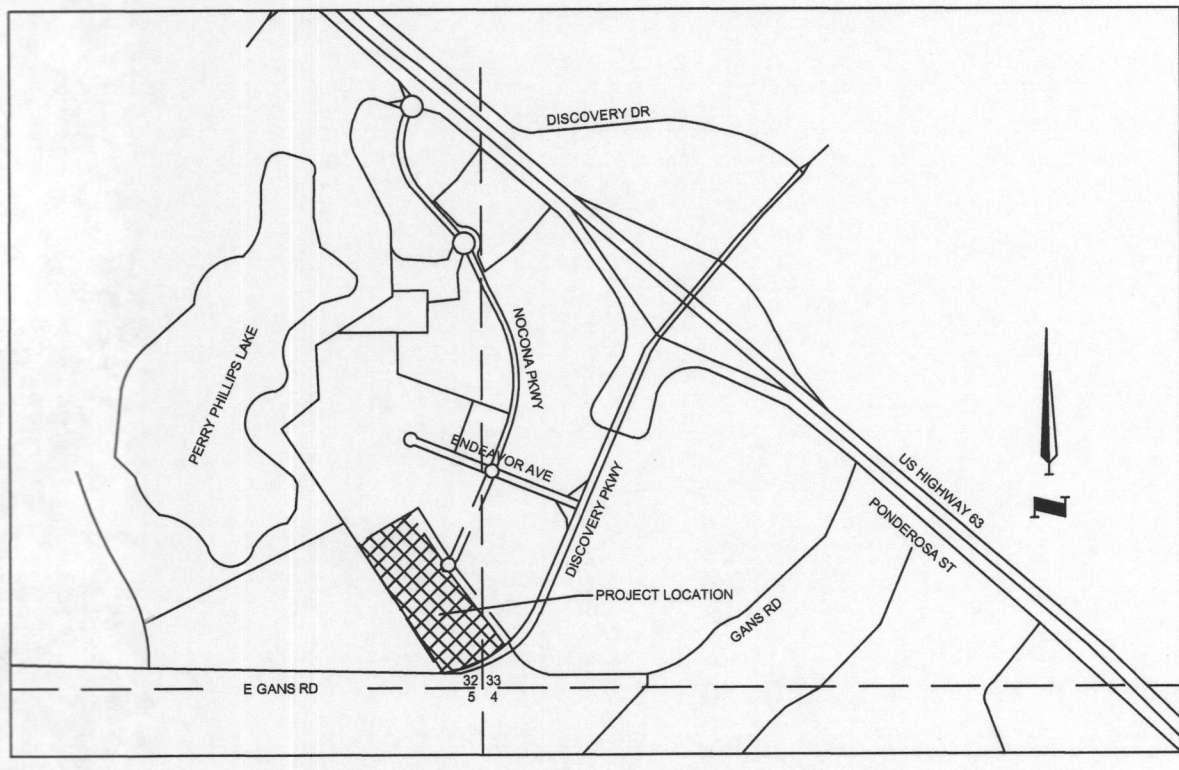 DISCOVERY DR
PERRY PHILLIPS LAKE
NOCONA PKWY
ENDEAVOR AVE
DISCOVERY PKWY
US HIGHWAY 63
PONDEROSA ST
N
PROJECT LOCATION
GANS RD
E GANS RD
32 33
5 4